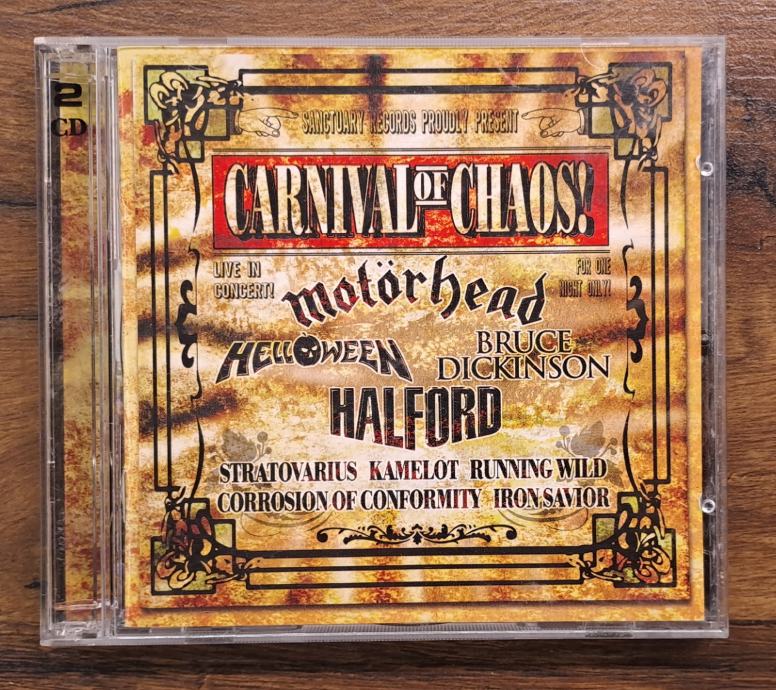 2
CD
SANCTUARY RECORDS PROUDLY PRESENT
CARNIVAL OF CHAOS!
LIVE IN
CONCERT!
FOR ONE
NIGHT ONLY!
motörhead
HELLOWEEN
BRUCE
DICKINSON
HALFORD
STRATOVARIUS KAMELOT RUNNING WILD
CORROSION OF CONFORMITY IRON SAVIOR